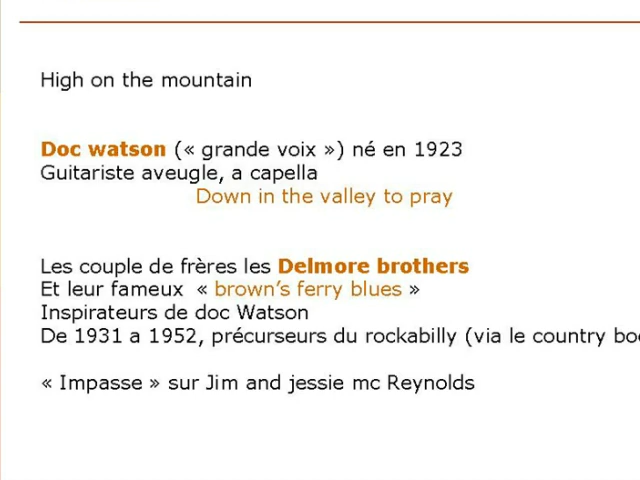 High on the mountain
Doc watson (« grande voix ») né en 1923
Guitariste aveugle, a capella
Down in the valley to pray
Les couple de frères les Delmore brothers
Et leur fameux « brown's ferry blues »
Inspirateurs de doc Watson
De 1931 a 1952, précurseurs du rockabilly (via le country
« Impasse » sur Jim and jessie mc Reynolds